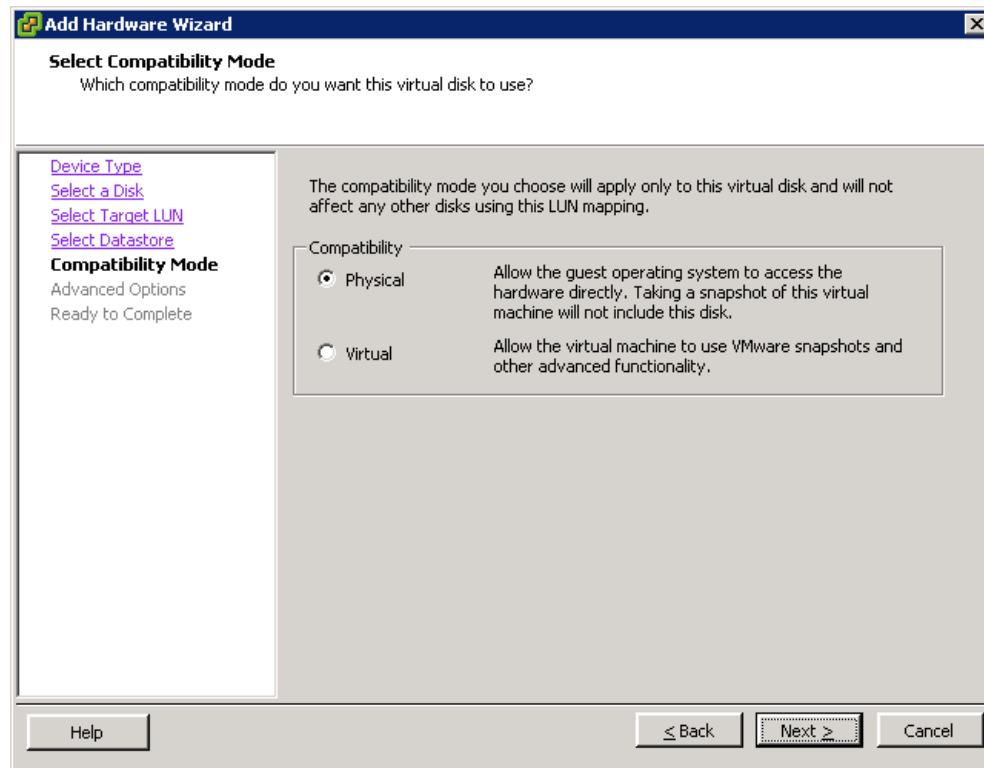 Add Hardware Wizard
Select Compatibility Mode
Which compatibility mode do you want this virtual disk to use?
Device Type
Select a Disk
Select Target LUN
Select Datastore
Compatibility Mode
Advanced Options
Ready to Complete
The compatibility mode you choose will apply only to this virtual disk and will not
affect any other disks using this LUN mapping.
Compatibility
Physical
Allow the guest operating system to access the
hardware directly. Taking a snapshot of this virtual
machine will not include this disk.
Virtual
Allow the virtual machine to use VMware snapshots and
other advanced functionality.
Help
< Back
Next >
Cancel